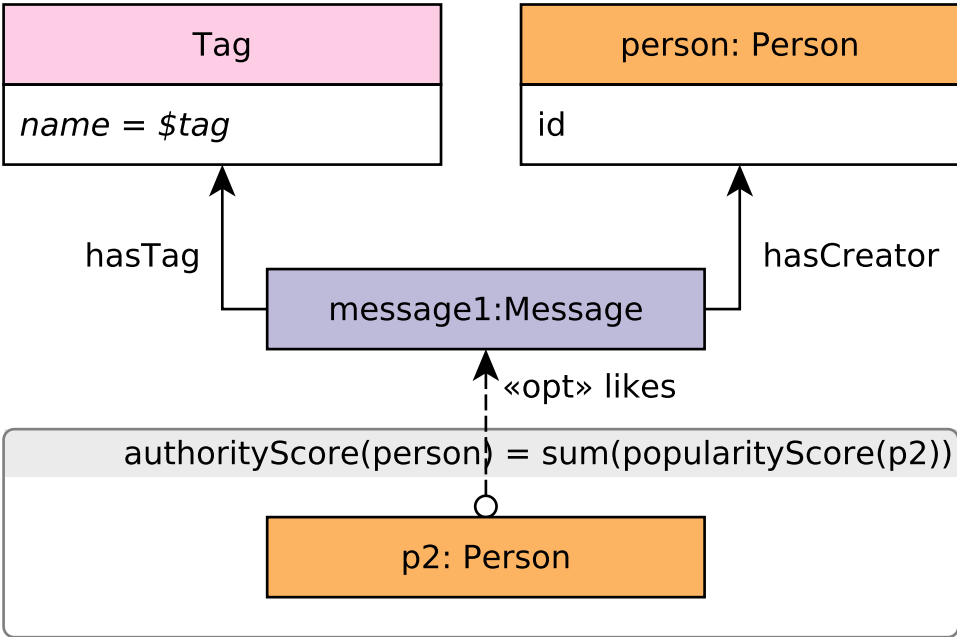 Tag
person: Person
name = $tag
id
hasTag
hasCreator
message1:Message
«opt» likes
authorityScore(person) = sum(popularityScore(p2))
p2: Person